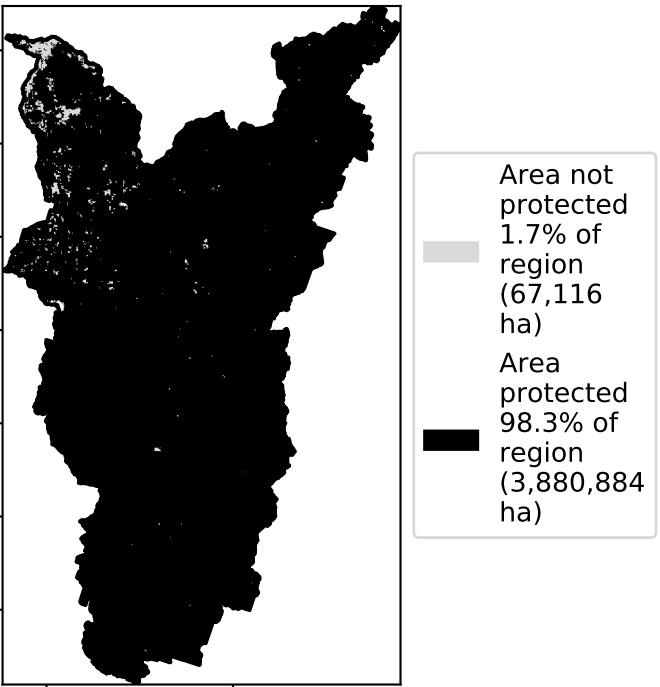 Area not
protected
1.7% of
region
(67,116
ha)
Area
protected
98.3% of
region
(3,880,884
ha)